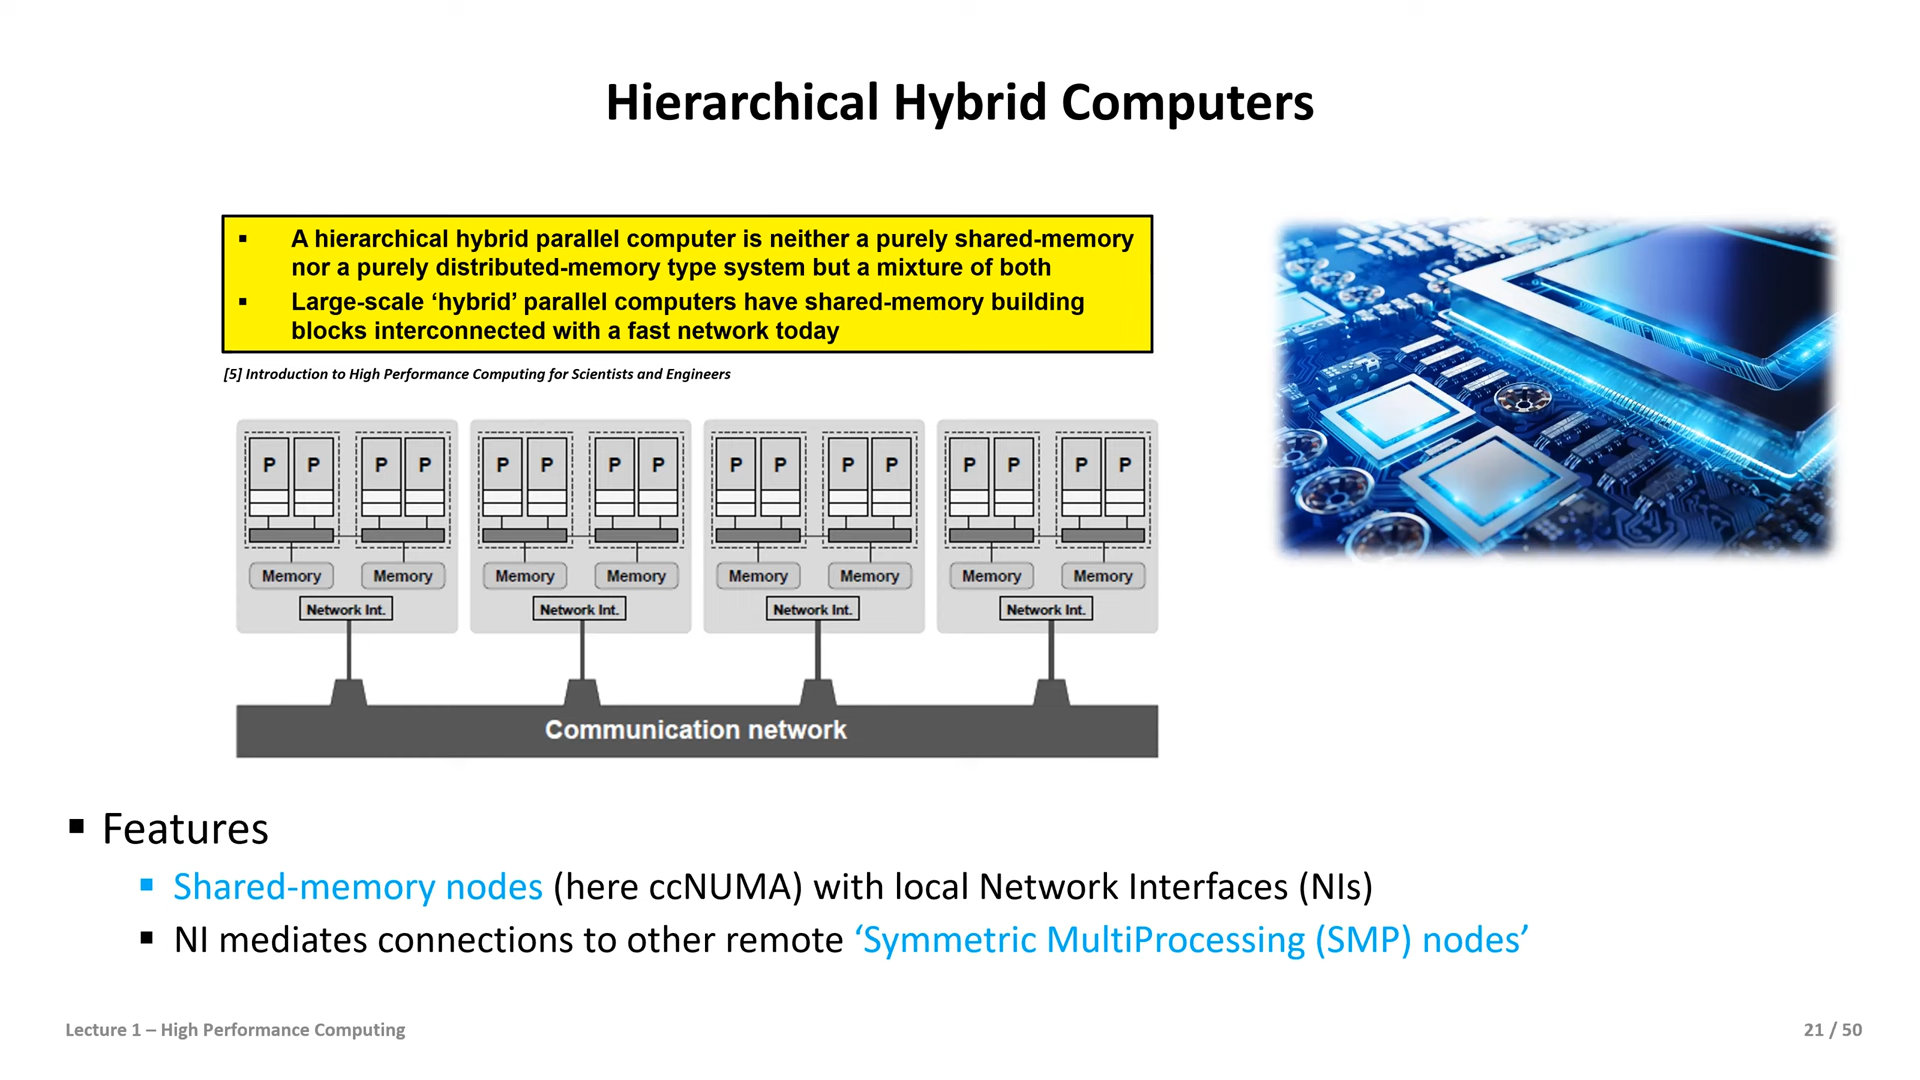 Hierarchical Hybrid Computers
▪ A hierarchical hybrid parallel computer is neither a purely shared-memory
nor a purely distributed-memory type system but a mixture of both
▪ Large-scale ‘hybrid’ parallel computers have shared-memory building
blocks interconnected with a fast network today
[5] Introduction to High Performance Computing for Scientists and Engineers
P P P P P P P P P P P P P P P P
Memory Memory Memory Memory Memory Memory Memory Memory
Network Int. Network Int. Network Int. Network Int.
Communication network
▪ Features
▪ Shared-memory nodes (here ccNUMA) with local Network Interfaces (NIs)
▪ NI mediates connections to other remote ‘Symmetric MultiProcessing (SMP) nodes’
Lecture 1 – High Performance Computing
21 / 50